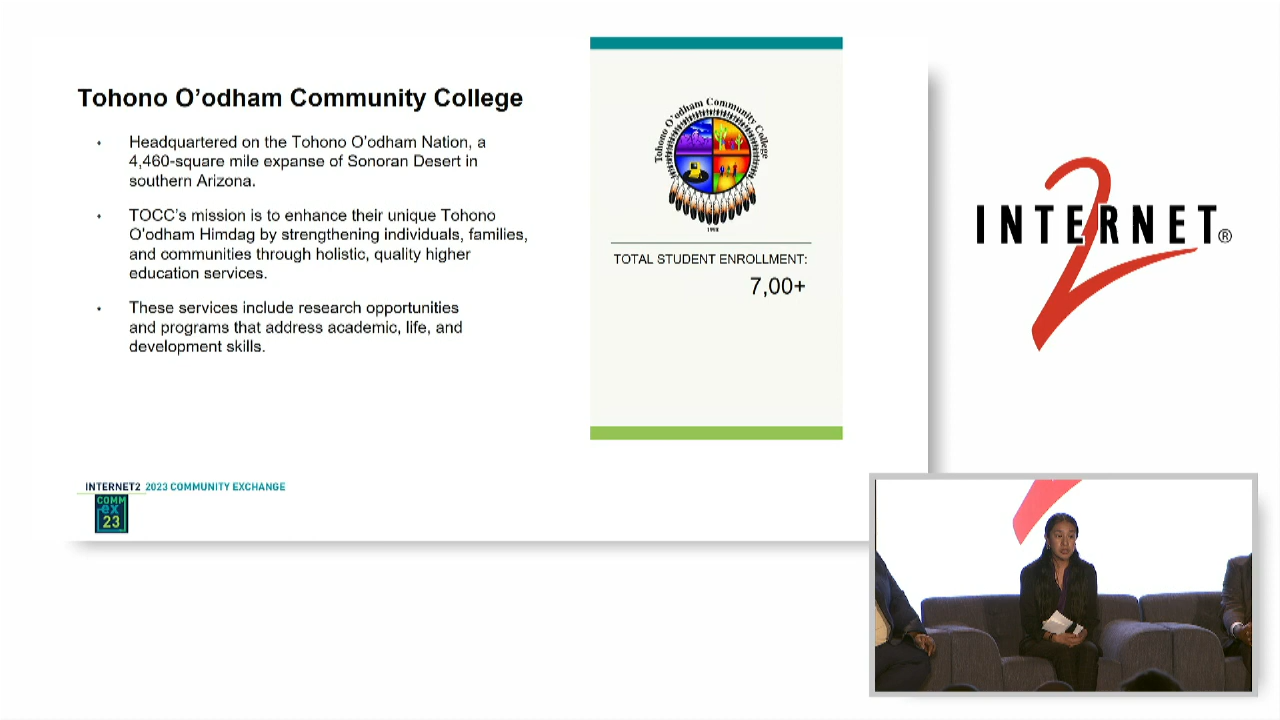 Tohono O'odham Community College
• Headquartered on the Tohono O'odham Nation, a
4,460-square mile expanse of Sonoran Desert in
southern Arizona.
• TOCC's mission is to enhance their unique Tohono
O'odham Himdag by strengthening individuals, families,
and communities through holistic, quality higher
education services.
• These services include research opportunities
and programs that address academic, life, and
development skills.
Tohono O'odham Community College
1998
TOTAL STUDENT ENROLLMENT:
7,00+
INTERNET2 2023 COMMUNITY EXCHANGE
COMM
ex
23
INTERNET®
2